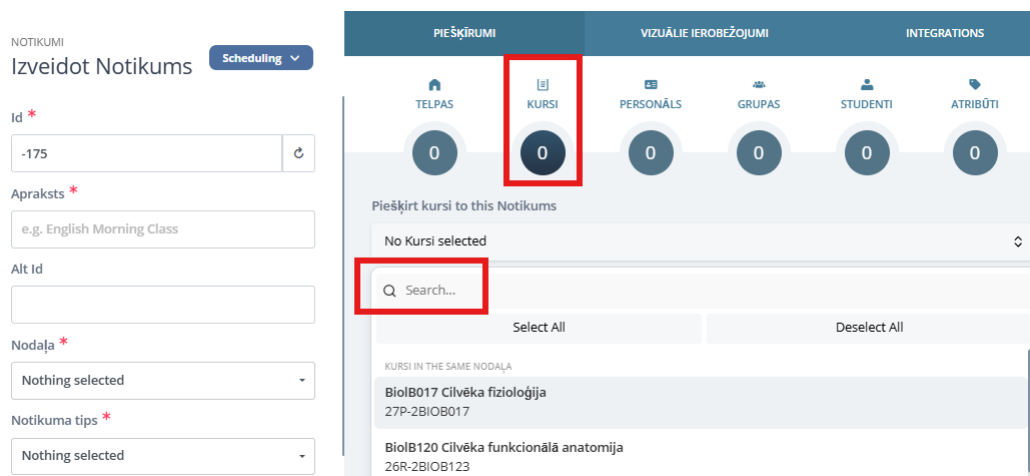 NOTIKUMI
Izveidot Notikums
Scheduling
Id *
-175
Apraksts *
e.g. English Morning Class
Alt Id
Nodaļa *
Nothing selected
Notikuma tips *
Nothing selected
PIEŠĶĪRUMI
VIZUĀLIE IEROBEŽOJUMI
INTEGRATIONS
TELPAS
KURSI
PERSONĀLS
GRUPAS
STUDENTI
ATRIBŪTI
0
0
0
0
0
0
Piešķirt kursi to this Notikums
No Kursi selected
Search...
Select All
Deselect All
KURSI IN THE SAME NODAĻA
BiolB017 Cilvēka fizioloģija
27P-2BIOB017
BiolB120 Cilvēka funkcionālā anatomija
26R-2BIOB123